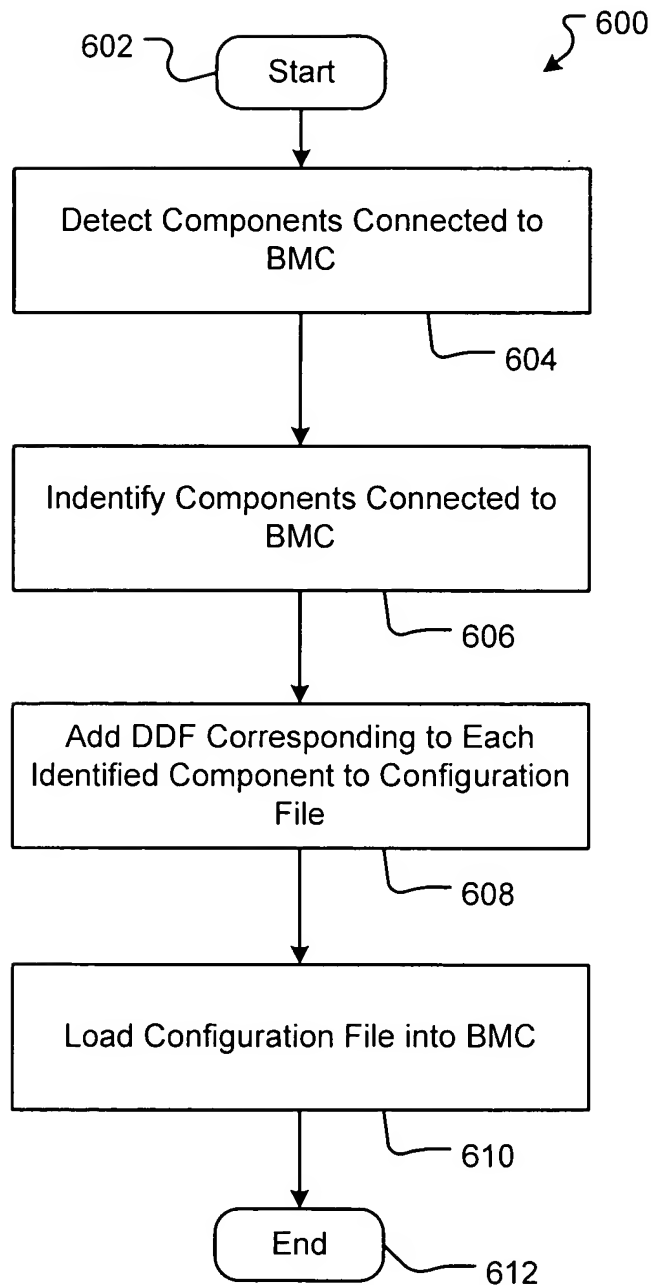 600
602
Start
Detect Components Connected to
BMC
604
Indentify Components Connected to
BMC
606
Add DDF Corresponding to Each
Identified Component to Configuration
File
608
Load Configuration File into BMC
610
End
612